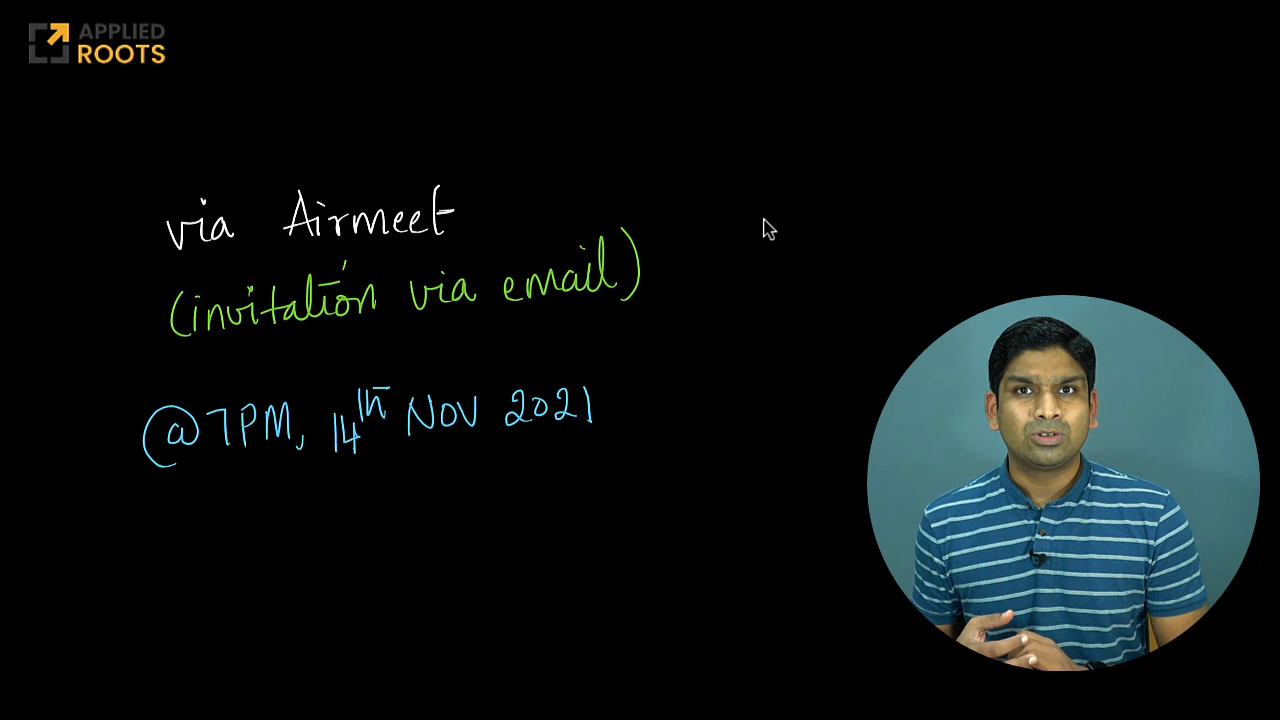 APPLIED
ROOTS
via Airmeet
(invitation via email)
@7PM, 14th NOV 2021